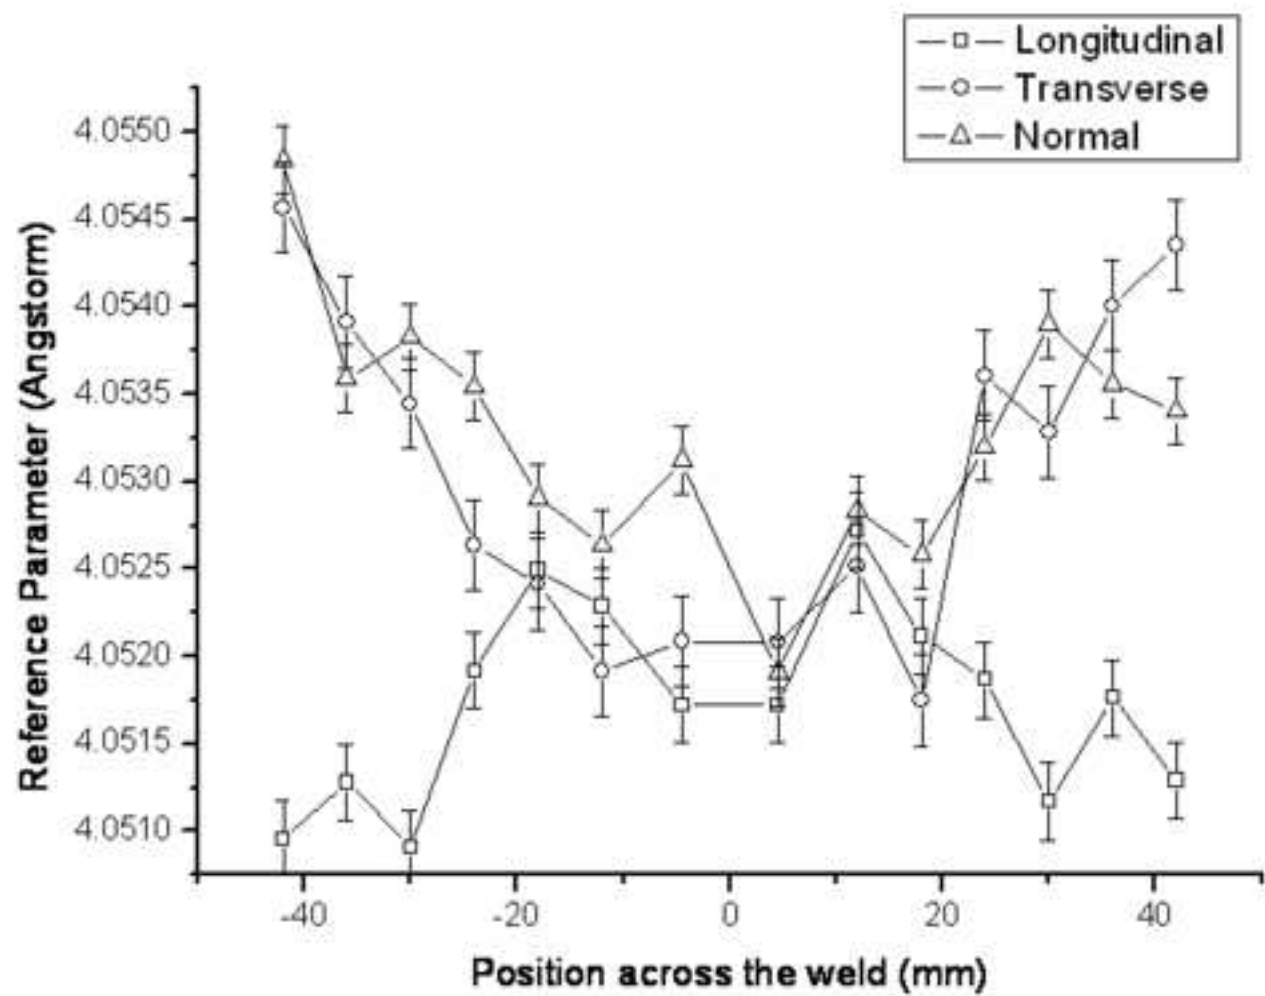 Longitudinal
Transverse
Normal
4.0550
4.0545
4.0540
4.0535
4.0530
4.0525
4.0520
4.0515
4.0510
Reference Parameter (Angstorm)
-40
-20
0
20
40
Position across the weld (mm)